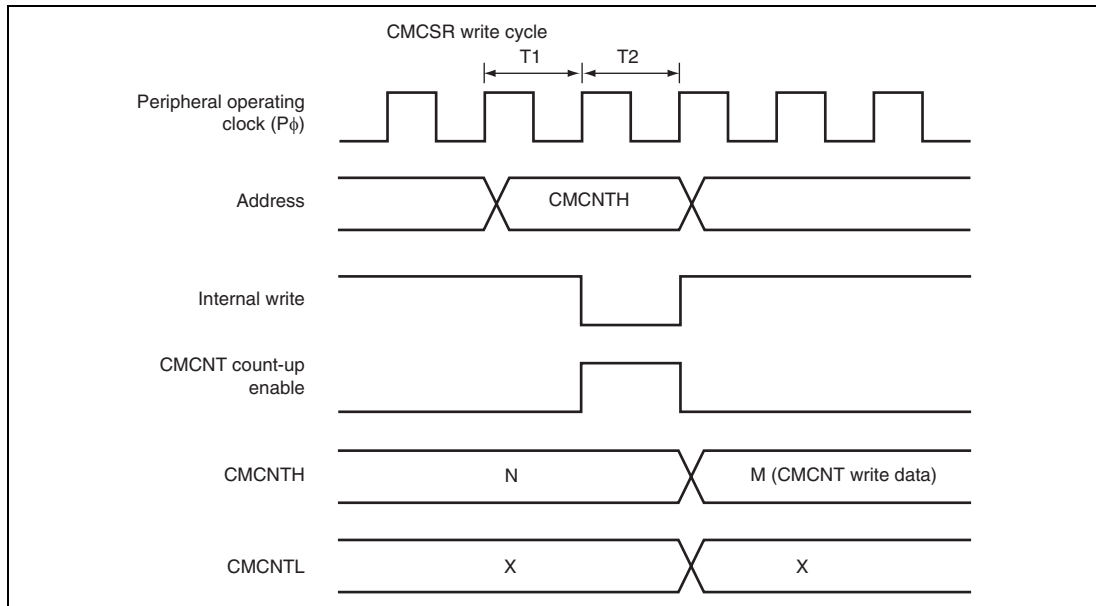 CMCSR write cycle
T1 T2
Peripheral operating
clock (Pϕ)
Address
CMCNTH
Internal write
CMCNT count-up
enable
CMCNTH
N
M (CMCNT write data)
CMCNTL
X
X